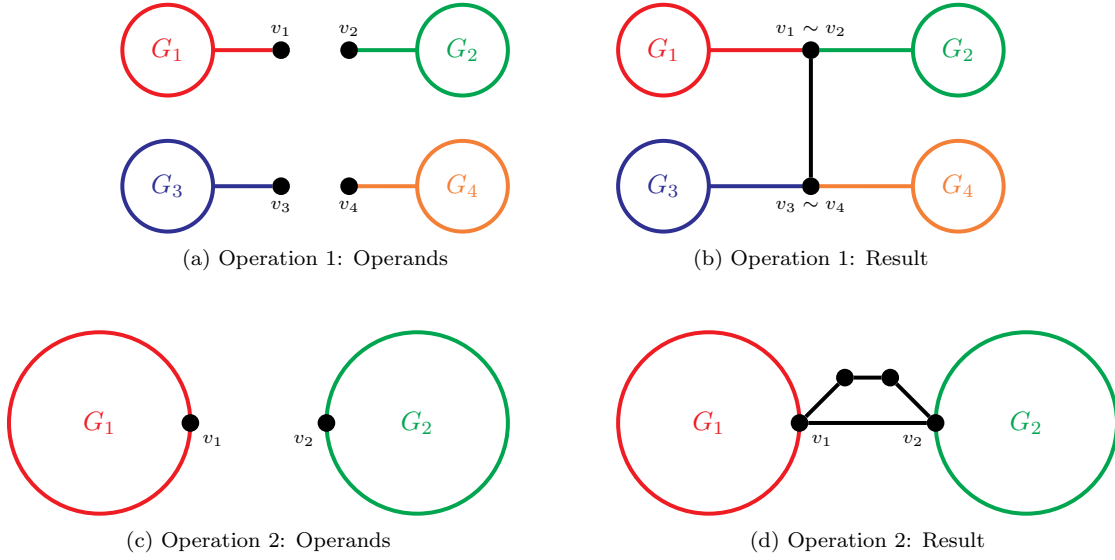 v₁ v₂ v₁ ∼ v₂
G₁ G₂ G₁ G₂
G₃ G₄ G₃ G₄
v₃ v₄ v₃ ∼ v₄
(a) Operation 1: Operands
(b) Operation 1: Result
G₁ G₂ G₁ G₂
v₁ v₂ v₁ v₂
(c) Operation 2: Operands
(d) Operation 2: Result